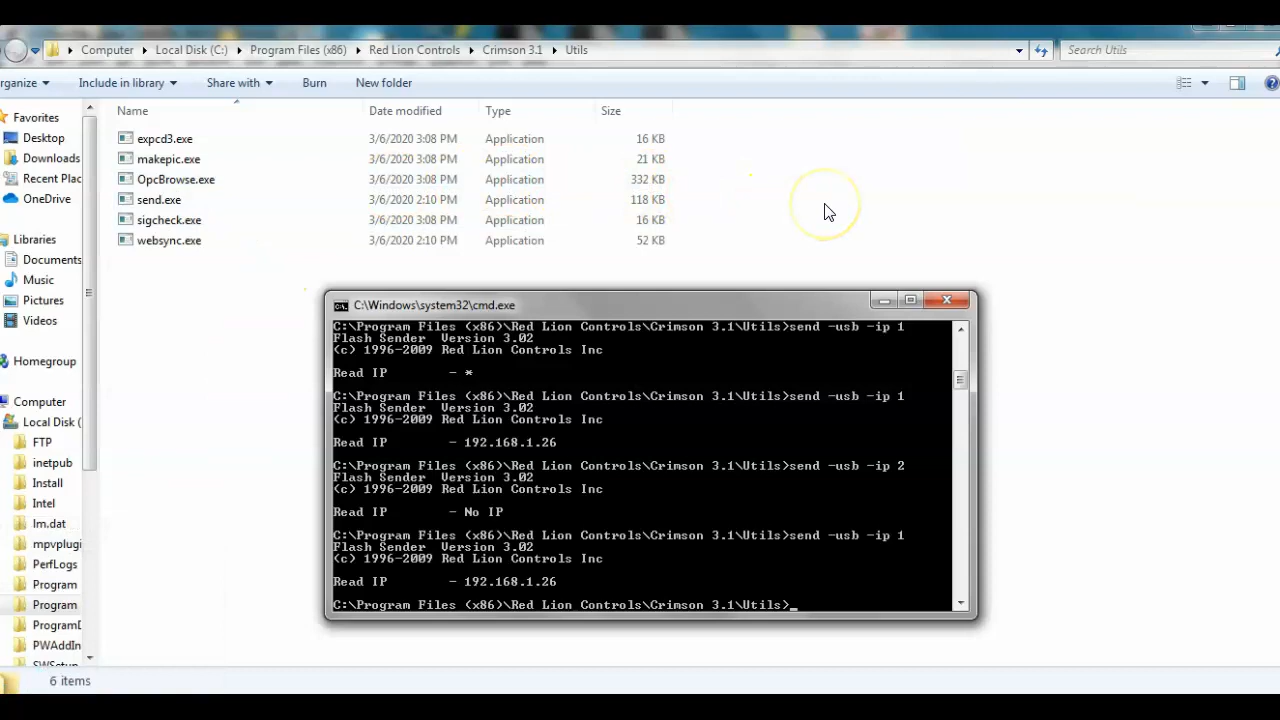 Computer Local Disk (C:) Program Files (x86) Red Lion Controls Crimson 3.1 Utils Search Utils
rganize Include in library Share with Burn New folder
Name Date modified Type Size
expcd3.exe 3/6/2020 3:08 PM Application 16 KB
makepic.exe 3/6/2020 3:08 PM Application 21 KB
OpcBrowse.exe 3/6/2020 3:08 PM Application 332 KB
send.exe 3/6/2020 2:10 PM Application 118 KB
sigcheck.exe 3/6/2020 3:08 PM Application 16 KB
websync.exe 3/6/2020 2:10 PM Application 52 KB
Favorites
Desktop
Downloads
Recent Plac
OneDrive
Libraries
Documents
Music
Pictures
Videos
Homegroup
Computer
Local Disk (
FTP
inetpub
Install
Intel
lm.dat
mpvplugi
PerfLogs
Program
Program
ProgramD
PWAddIn
SWSetup
6 items
C:\Windows\system32\cmd.exe
C:\Program Files (x86)\Red Lion Controls\Crimson 3.1\Utils>send -usb -ip 1
Flash Sender Version 3.02
(c) 1996-2009 Red Lion Controls Inc
Read IP - *
C:\Program Files (x86)\Red Lion Controls\Crimson 3.1\Utils>send -usb -ip 1
Flash Sender Version 3.02
(c) 1996-2009 Red Lion Controls Inc
Read IP - 192.168.1.26
C:\Program Files (x86)\Red Lion Controls\Crimson 3.1\Utils>send -usb -ip 2
Flash Sender Version 3.02
(c) 1996-2009 Red Lion Controls Inc
Read IP - No IP
C:\Program Files (x86)\Red Lion Controls\Crimson 3.1\Utils>send -usb -ip 1
Flash Sender Version 3.02
(c) 1996-2009 Red Lion Controls Inc
Read IP - 192.168.1.26
C:\Program Files (x86)\Red Lion Controls\Crimson 3.1\Utils>_